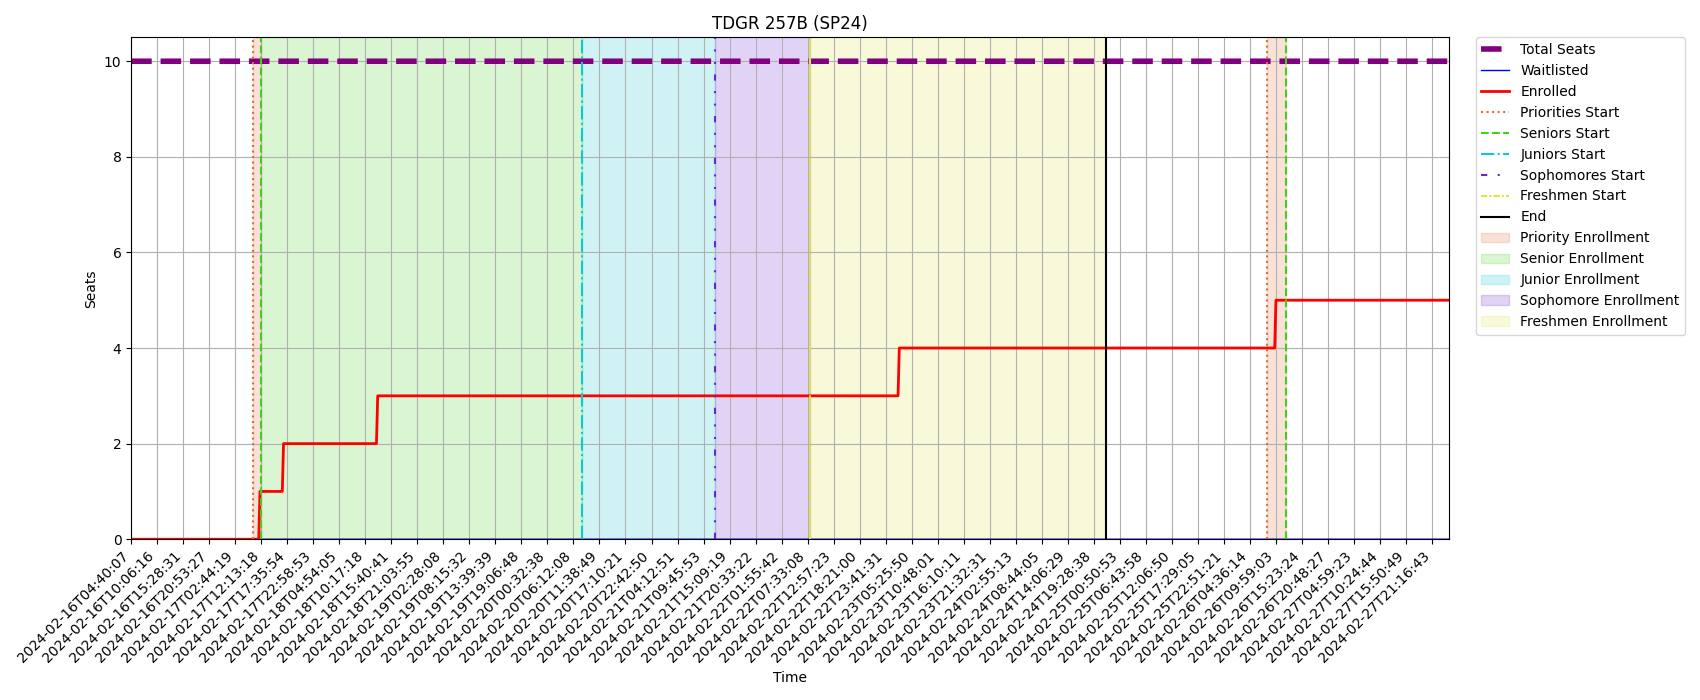 TDGR 257B (SP24)
10
8
6
4
2
0
Seats
2024-02-16T04:40:07
2024-02-16T10:06:16
2024-02-16T15:28:31
2024-02-16T20:53:27
2024-02-17T02:44:19
2024-02-17T12:13:18
2024-02-17T17:35:54
2024-02-17T22:58:53
2024-02-18T04:54:05
2024-02-18T10:17:18
2024-02-18T15:40:41
2024-02-18T21:03:55
2024-02-19T02:28:08
2024-02-19T08:15:32
2024-02-19T13:39:39
2024-02-19T19:06:48
2024-02-20T00:32:38
2024-02-20T06:12:08
2024-02-20T11:38:49
2024-02-20T17:10:21
2024-02-20T22:42:50
2024-02-21T04:12:51
2024-02-21T09:45:53
2024-02-21T15:09:19
2024-02-21T20:33:22
2024-02-22T01:55:42
2024-02-22T07:33:08
2024-02-22T12:57:23
2024-02-22T18:21:00
2024-02-22T23:41:31
2024-02-23T05:25:50
2024-02-23T10:48:01
2024-02-23T16:10:11
2024-02-23T21:32:31
2024-02-24T02:55:13
2024-02-24T08:44:05
2024-02-24T14:06:29
2024-02-24T19:28:38
2024-02-25T00:50:53
2024-02-25T06:43:58
2024-02-25T12:06:50
2024-02-25T17:29:05
2024-02-25T22:51:21
2024-02-26T04:36:14
2024-02-26T09:59:03
2024-02-26T15:23:24
2024-02-26T20:48:27
2024-02-27T04:59:23
2024-02-27T10:24:44
2024-02-27T15:50:49
2024-02-27T21:16:43
Time
Total Seats
Waitlisted
Enrolled
Priorities Start
Seniors Start
Juniors Start
Sophomores Start
Freshmen Start
End
Priority Enrollment
Senior Enrollment
Junior Enrollment
Sophomore Enrollment
Freshmen Enrollment